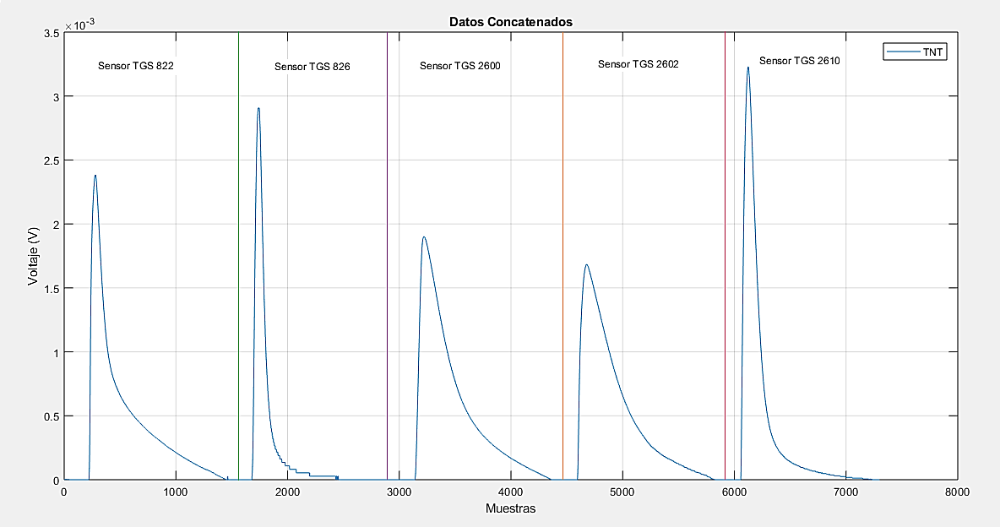 Datos Concatenados
×10-3
Sensor TGS 822
Sensor TGS 826
Sensor TGS 2600
Sensor TGS 2602
Sensor TGS 2610
TNT
3.5
3
2.5
2
1.5
1
0.5
0
Voltaje (V)
0 1000 2000 3000 4000 5000 6000 7000 8000
Muestras